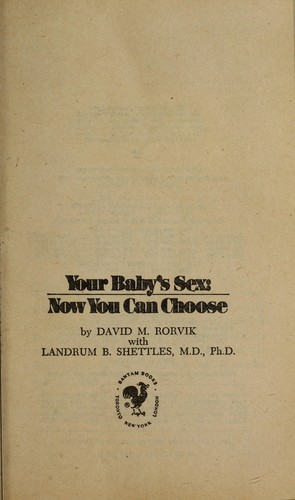 Your Baby's Sex:
Now You Can Choose
by DAVID M. RORVIK
with
LANDRUM B. SHETTLES, M.D., Ph.D.
BANTAM BOOKS
TORONTO · NEW YORK · LONDON